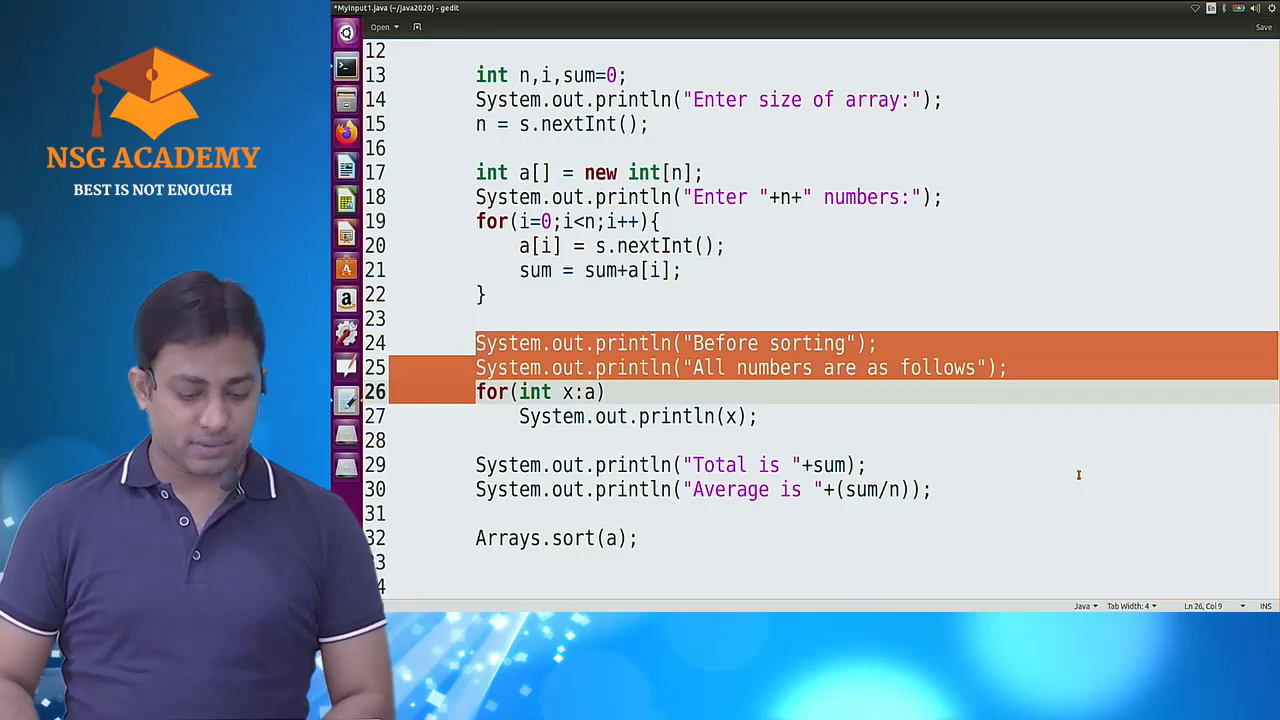 *MyInput1.java (~/java2020) - gedit
En
Open
Save
NSG ACADEMY
BEST IS NOT ENOUGH
12
13 int n,i,sum=0;
14 System.out.println("Enter size of array:");
15 n = s.nextInt();
16
17 int a[] = new int[n];
18 System.out.println("Enter "+n+" numbers:");
19 for(i=0;i<n;i++){
20 a[i] = s.nextInt();
21 sum = sum+a[i];
22 }
23
24 System.out.println("Before sorting");
25 System.out.println("All numbers are as follows");
26 for(int x:a)
27 System.out.println(x);
28
29 System.out.println("Total is "+sum);
30 System.out.println("Average is "+(sum/n));
31
32 Arrays.sort(a);
3
4
Java Tab Width: 4 Ln 26, Col 9 INS